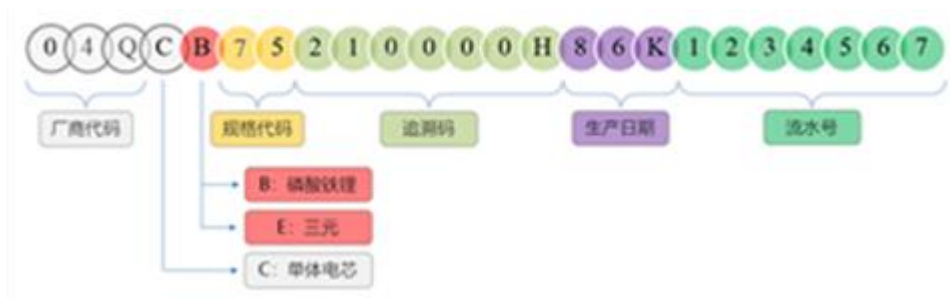 04QCB75210000H86K1234567
厂商代码 规格代码 追溯码 生产日期 流水号
B：磷酸铁锂
E：三元
C：单体电芯